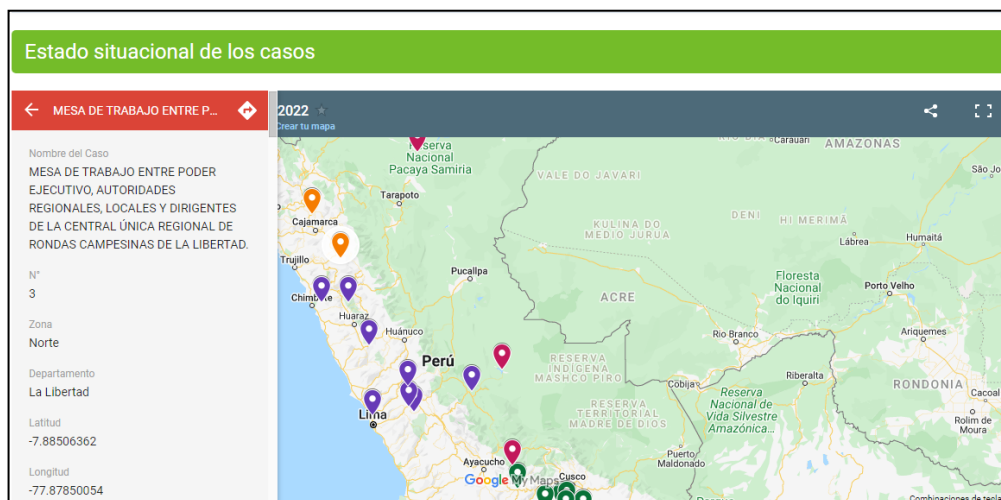 Estado situacional de los casos
MESA DE TRABAJO ENTRE P...
Nombre del Caso
MESA DE TRABAJO ENTRE PODER
EJECUTIVO, AUTORIDADES
REGIONALES, LOCALES Y DIRIGENTES
DE LA CENTRAL ÚNICA REGIONAL DE
RONDAS CAMPESINAS DE LA LIBERTAD.
N°
3
Zona
Norte
Departamento
La Libertad
Latitud
-7.88506362
Longitud
-77.87850054
2022
Crear tu mapa
Carauari
AMAZONAS
Reserva
Nacional
Pacaya Samiria
VALE DO JAVARI
São Jo
Tarapoto
Cajamarca
KULINA DO
MEDIO JURUÁ
DENI
HI MERIMÃ
Lábrea
Humaitá
Trujillo
Pucallpa
Floresta
Nacional
do Iquiri
Porto Velho
ACRE
Huaraz
Huánuco
Rio Branco
Ariquemes
Perú
RESERVA
INDÍGENA
MASHCO PIRO
Cobija
Riberalta
RONDONIA
Cacoal
Reserva
Nacional de
Vida Silvestre
Amazónica...
RESERVA
TERRITORIAL
MADRE DE DIOS
Rolim de
Moura
Lima
Puerto
Maldonado
Ayacucho
Cusco
Google My Maps